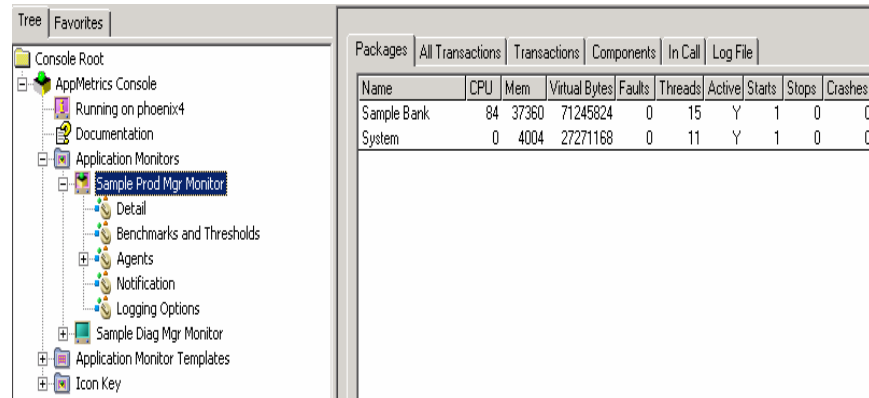 Tree Favorites
Console Root
AppMetrics Console
Running on phoenix4
Documentation
Application Monitors
Sample Prod Mgr Monitor
Detail
Benchmarks and Thresholds
Agents
Notification
Logging Options
Sample Diag Mgr Monitor
Application Monitor Templates
Icon Key
Packages All Transactions Transactions Components In Call Log File
Name CPU Mem Virtual Bytes Faults Threads Active Starts Stops Crashes
Sample Bank 84 37360 71245824 0 15 Y 1 0 0
System 0 4004 27271168 0 11 Y 1 0 0